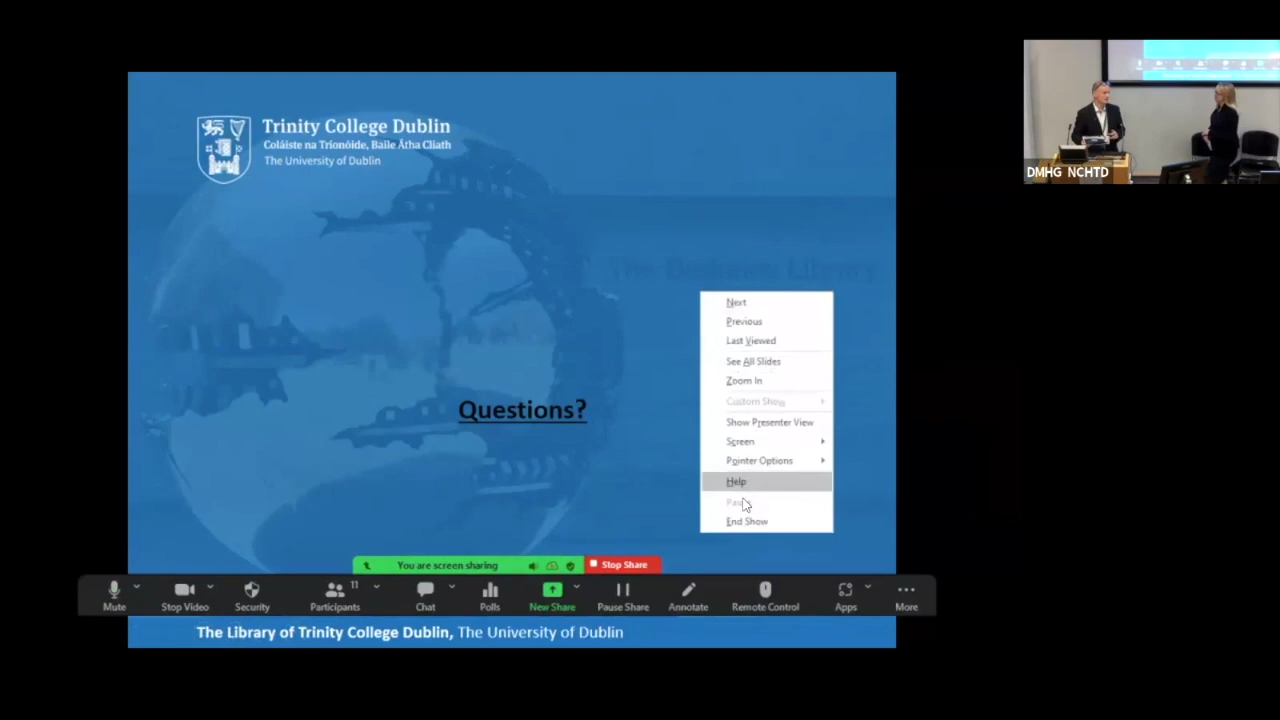 Trinity College Dublin
Coláiste na Tríonóide, Baile Átha Cliath
The University of Dublin
DMHG NCHTD
The Berkeley Library
Next
Previous
Last Viewed
See All Slides
Zoom In
Custom Show
Show Presenter View
Screen
Pointer Options
Help
End Show
Questions?
You are screen sharing
Stop Share
Mute
Stop Video
Security
11
Participants
Chat
Polls
New Share
Pause Share
Annotate
Remote Control
Apps
More
The Library of Trinity College Dublin, The University of Dublin